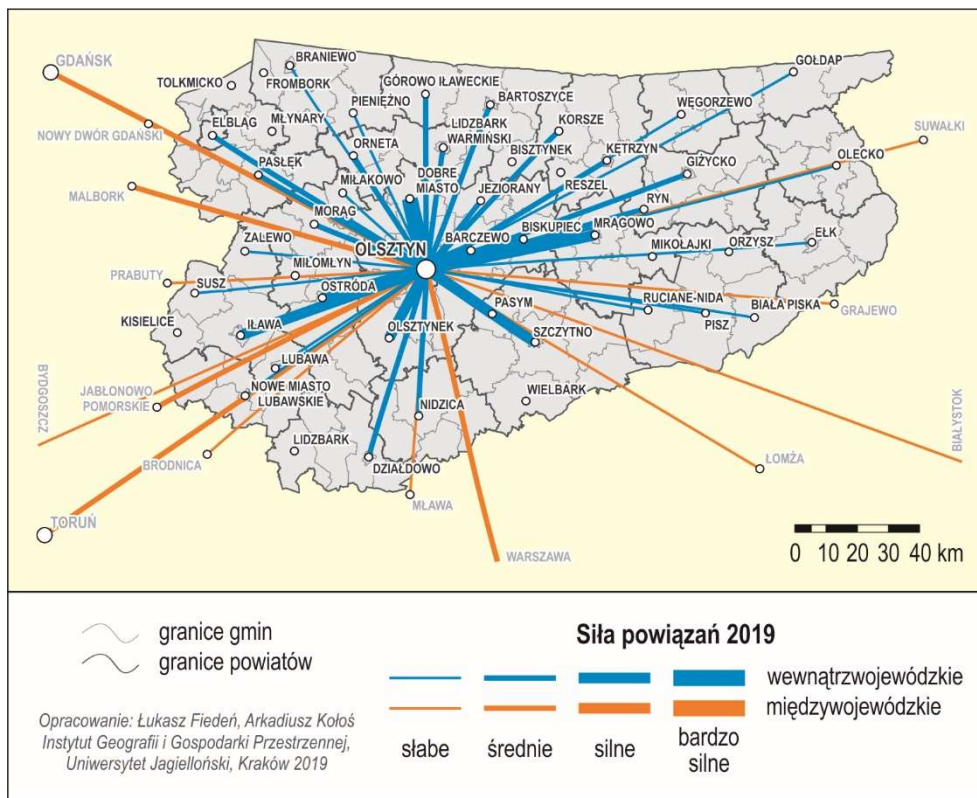 GDAŃSK
BRANIEWO
GOŁDAP
TOLKMICKO
FROMBORK
GÓROWO IŁAWECKIE
BARTOSZYCE
PIENIĘŻNO
WĘGORZEWO
NOWY DWÓR GDAŃSKI
ELBLĄG
MŁYNARY
LIDZBARK
WARMIŃSKI
KORSZE
SUWAŁKI
ORNETA
BISZTYNEK
KĘTRZYN
GIŻYCKO
OLECKO
PASŁĘK
MIŁAKOWO
DOBRE
MIASTO
JEZIORANY
RESZEL
MALBORK
RYN
MORĄG
BISKUPIEC
MRĄGOWO
ZALEWO
OLSZTYN
BARCZEWO
MIKOŁAJKI
ORZYSZ
EŁK
PRABUTY
MIŁOMŁYN
SUSZ
OSTRÓDA
PASYM
RUCIANE-NIDA
BIAŁA PISKA
GRAJEWO
KISIELICE
IŁAWA
OLSZTYNEK
SZCZYTNO
PISZ
LUBAWA
BYDGOSZCZ
JABŁONOWO
POMORSKIE
NOWE MIASTO
LUBAWSKIE
NIDZICA
WIELBARK
BIAŁYSTOK
LIDZBARK
BRODNICA
DZIAŁDOWO
ŁOMŻA
MŁAWA
TORUŃ
WARSZAWA
0 10 20 30 40 km
granice gmin
granice powiatów
Siła powiązań 2019
wewnątrzwojewódzkie
międzywojewódzkie
słabe średnie silne bardzo
silne
Opracowanie: Łukasz Fiedeń, Arkadiusz Kołoś
Instytut Geografii i Gospodarki Przestrzennej,
Uniwersytet Jagielloński, Kraków 2019